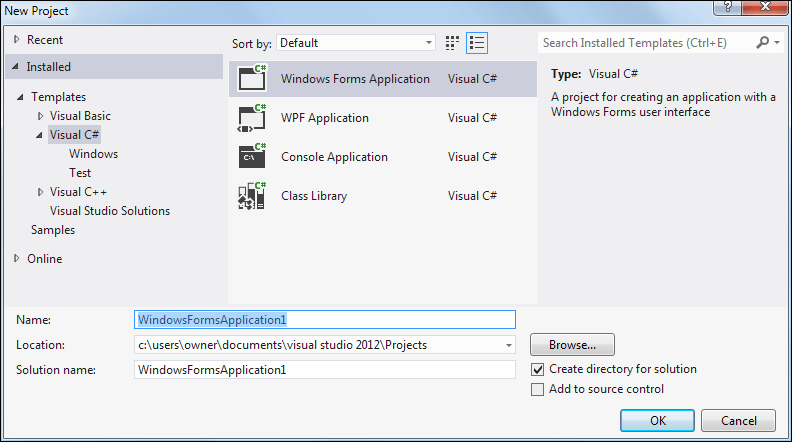 New Project
Recent
Installed
Templates
Visual Basic
Visual C#
Windows
Test
Visual C++
Visual Studio Solutions
Samples
Online
Sort by: Default
C# Windows Forms Application Visual C#
C# WPF Application Visual C#
C# C:\ Console Application Visual C#
C# Class Library Visual C#
Search Installed Templates (Ctrl+E)
Type: Visual C#
A project for creating an application with a
Windows Forms user interface
Name: WindowsFormsApplication1
Location: c:\users\owner\documents\visual studio 2012\Projects Browse...
Solution name: WindowsFormsApplication1
Create directory for solution
Add to source control
OK Cancel